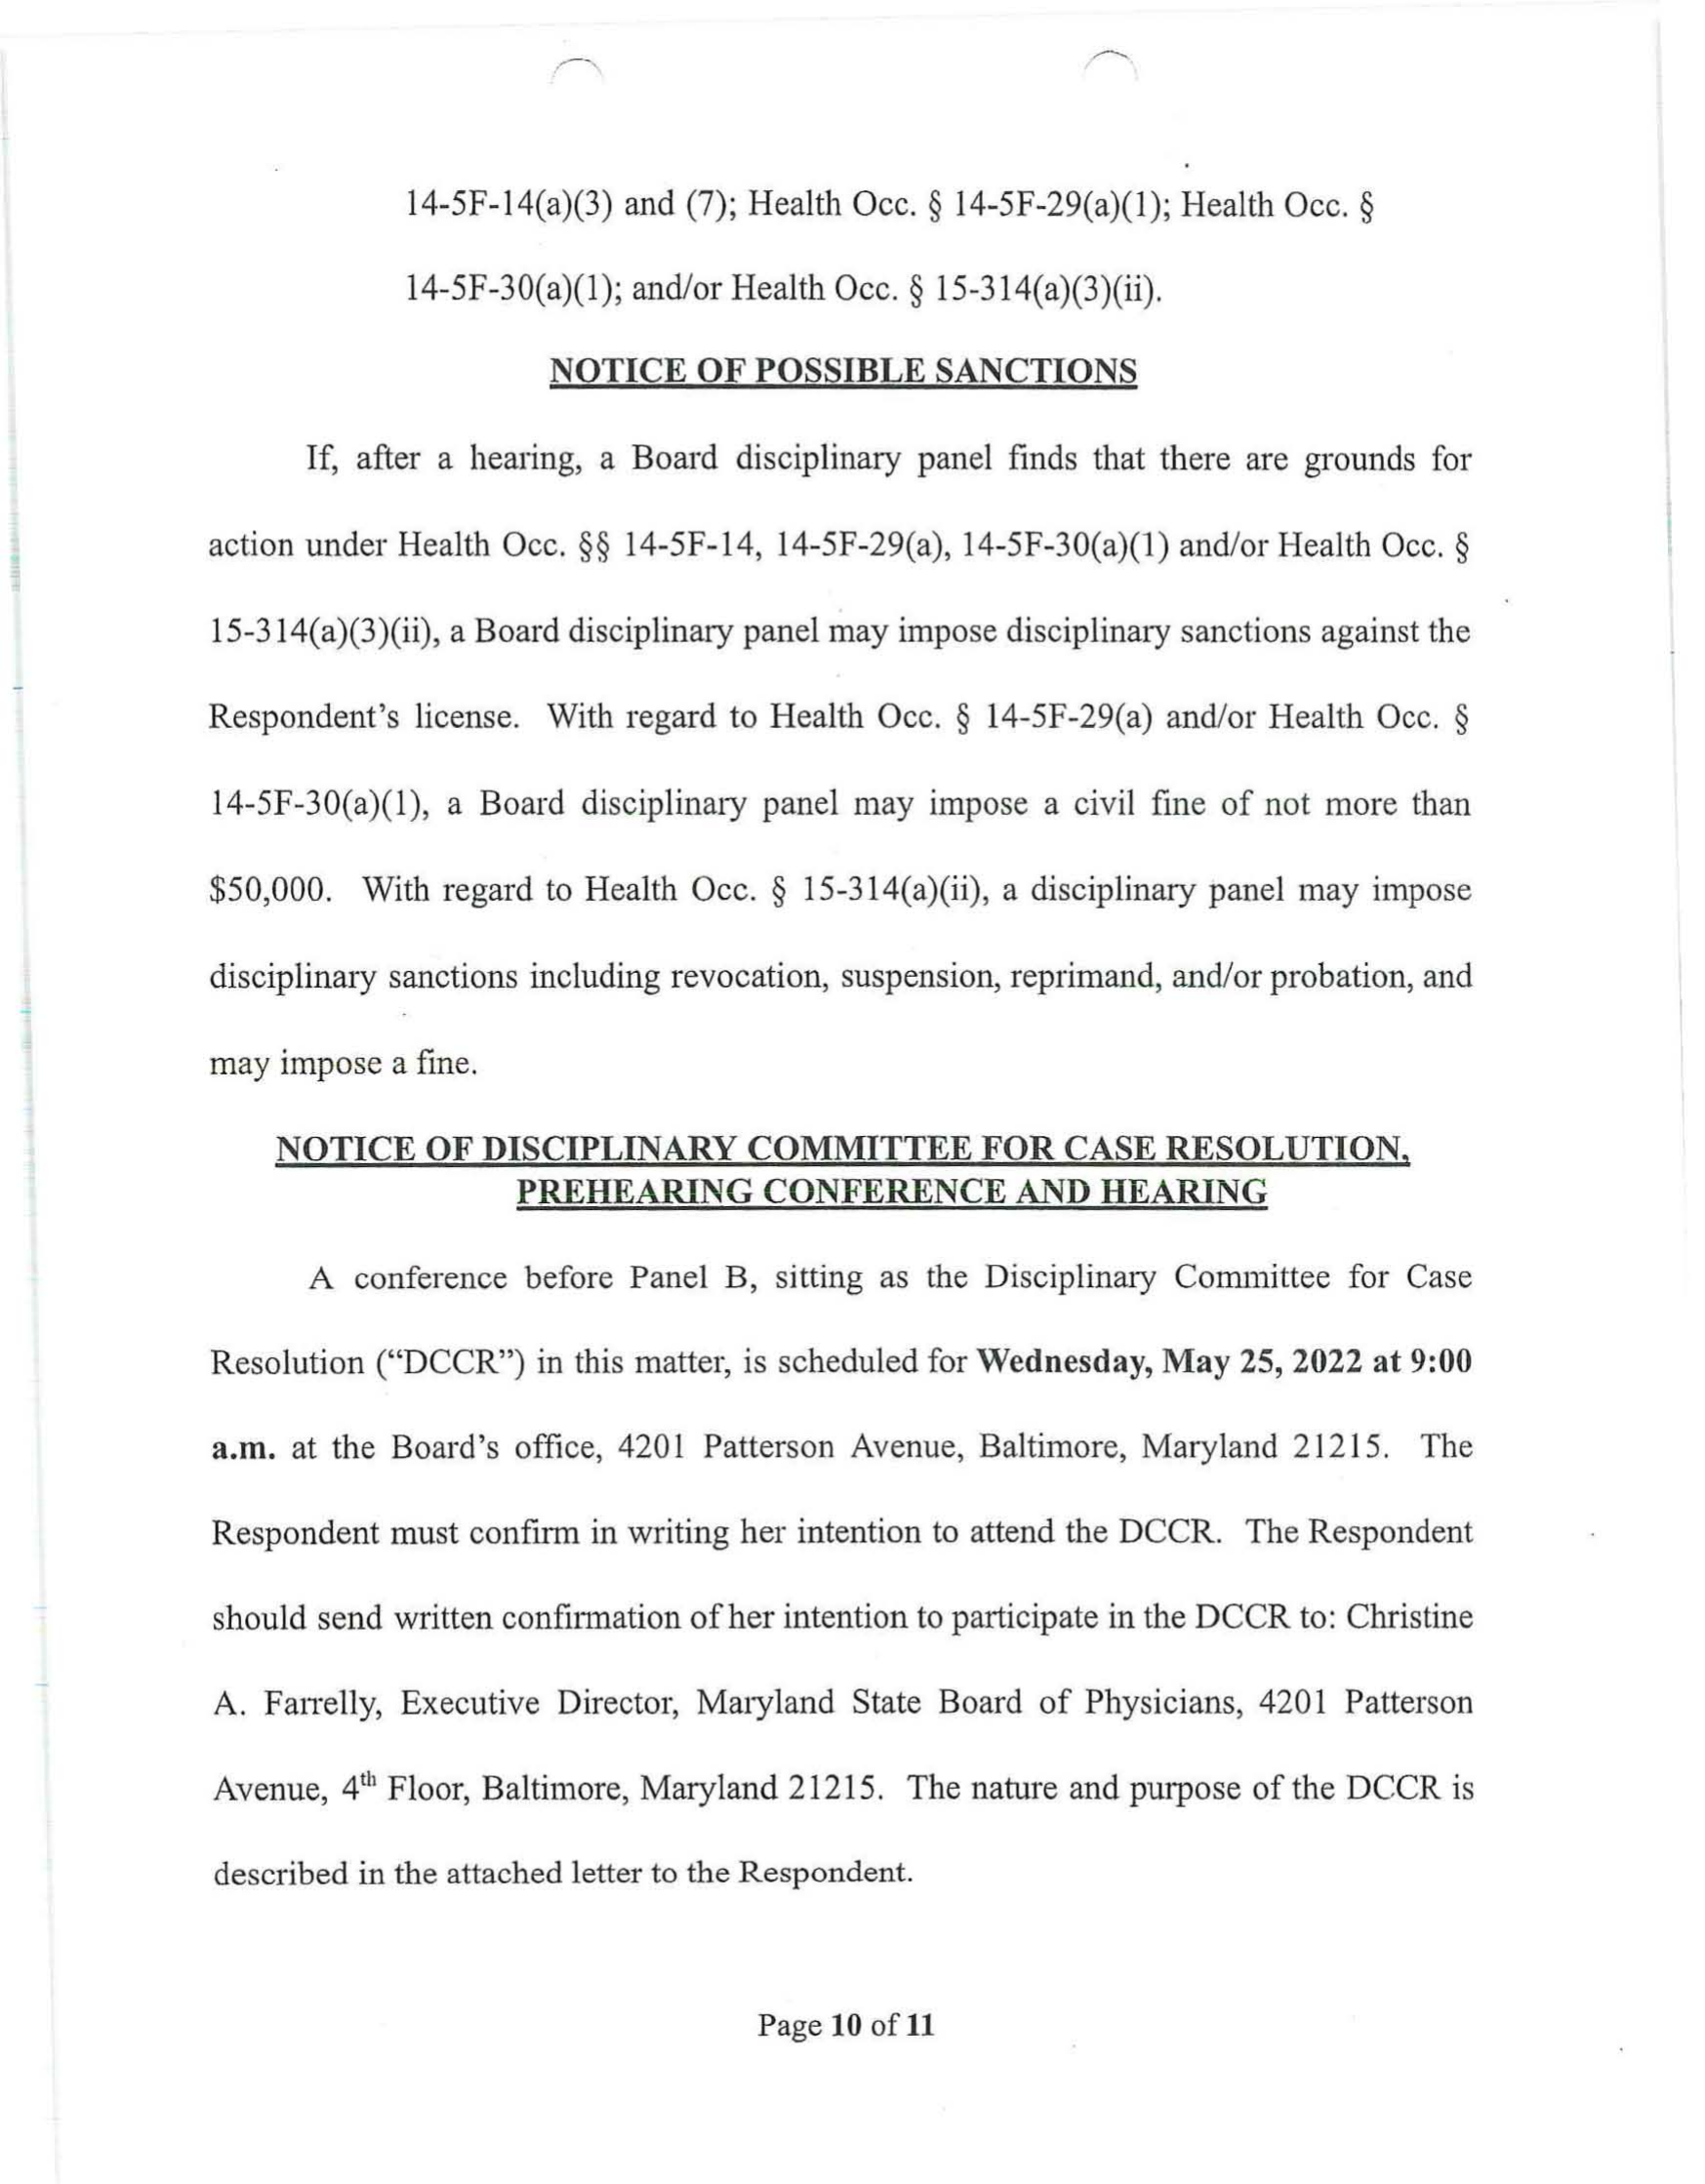 14-5F-14(a)(3) and (7); Health Occ. § 14-5F-29(a)(1); Health Occ. §
14-5F-30(a)(1); and/or Health Occ. § 15-314(a)(3)(ii).
NOTICE OF POSSIBLE SANCTIONS
If, after a hearing, a Board disciplinary panel finds that there are grounds for
action under Health Occ. §§ 14-5F-14, 14-5F-29(a), 14-5F-30(a)(1) and/or Health Occ. §
15-314(a)(3)(ii), a Board disciplinary panel may impose disciplinary sanctions against the
Respondent's license. With regard to Health Occ. § 14-5F-29(a) and/or Health Occ. §
14-5F-30(a)(1), a Board disciplinary panel may impose a civil fine of not more than
$50,000. With regard to Health Occ. § 15-314(a)(ii), a disciplinary panel may impose
disciplinary sanctions including revocation, suspension, reprimand, and/or probation, and
may impose a fine.
NOTICE OF DISCIPLINARY COMMITTEE FOR CASE RESOLUTION,
PREHEARING CONFERENCE AND HEARING
A conference before Panel B, sitting as the Disciplinary Committee for Case
Resolution ("DCCR") in this matter, is scheduled for Wednesday, May 25, 2022 at 9:00
a.m. at the Board's office, 4201 Patterson Avenue, Baltimore, Maryland 21215. The
Respondent must confirm in writing her intention to attend the DCCR. The Respondent
should send written confirmation of her intention to participate in the DCCR to: Christine
A. Farrelly, Executive Director, Maryland State Board of Physicians, 4201 Patterson
Avenue, 4th Floor, Baltimore, Maryland 21215. The nature and purpose of the DCCR is
described in the attached letter to the Respondent.
Page 10 of 11